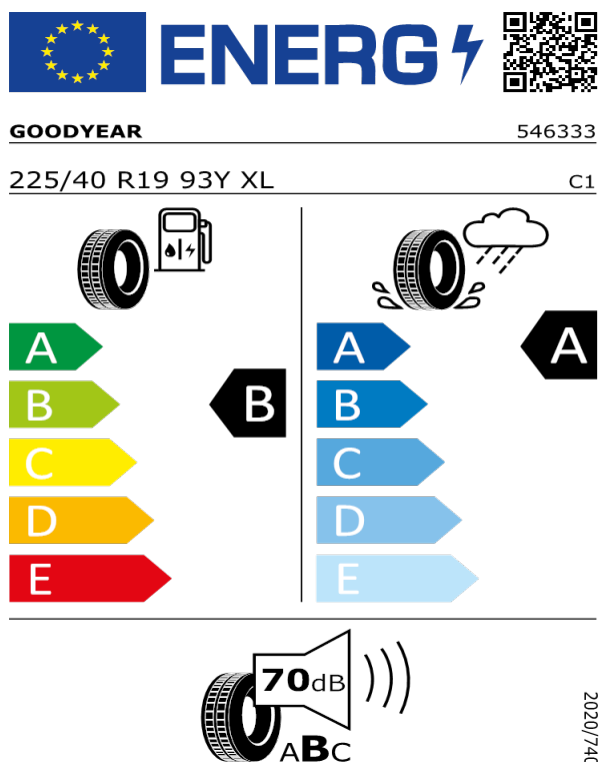 ENERG
GOODYEAR 546333
225/40 R19 93Y XL C1
A A A
B B B
C C
D D
E E
70dB
ABC
2020/740